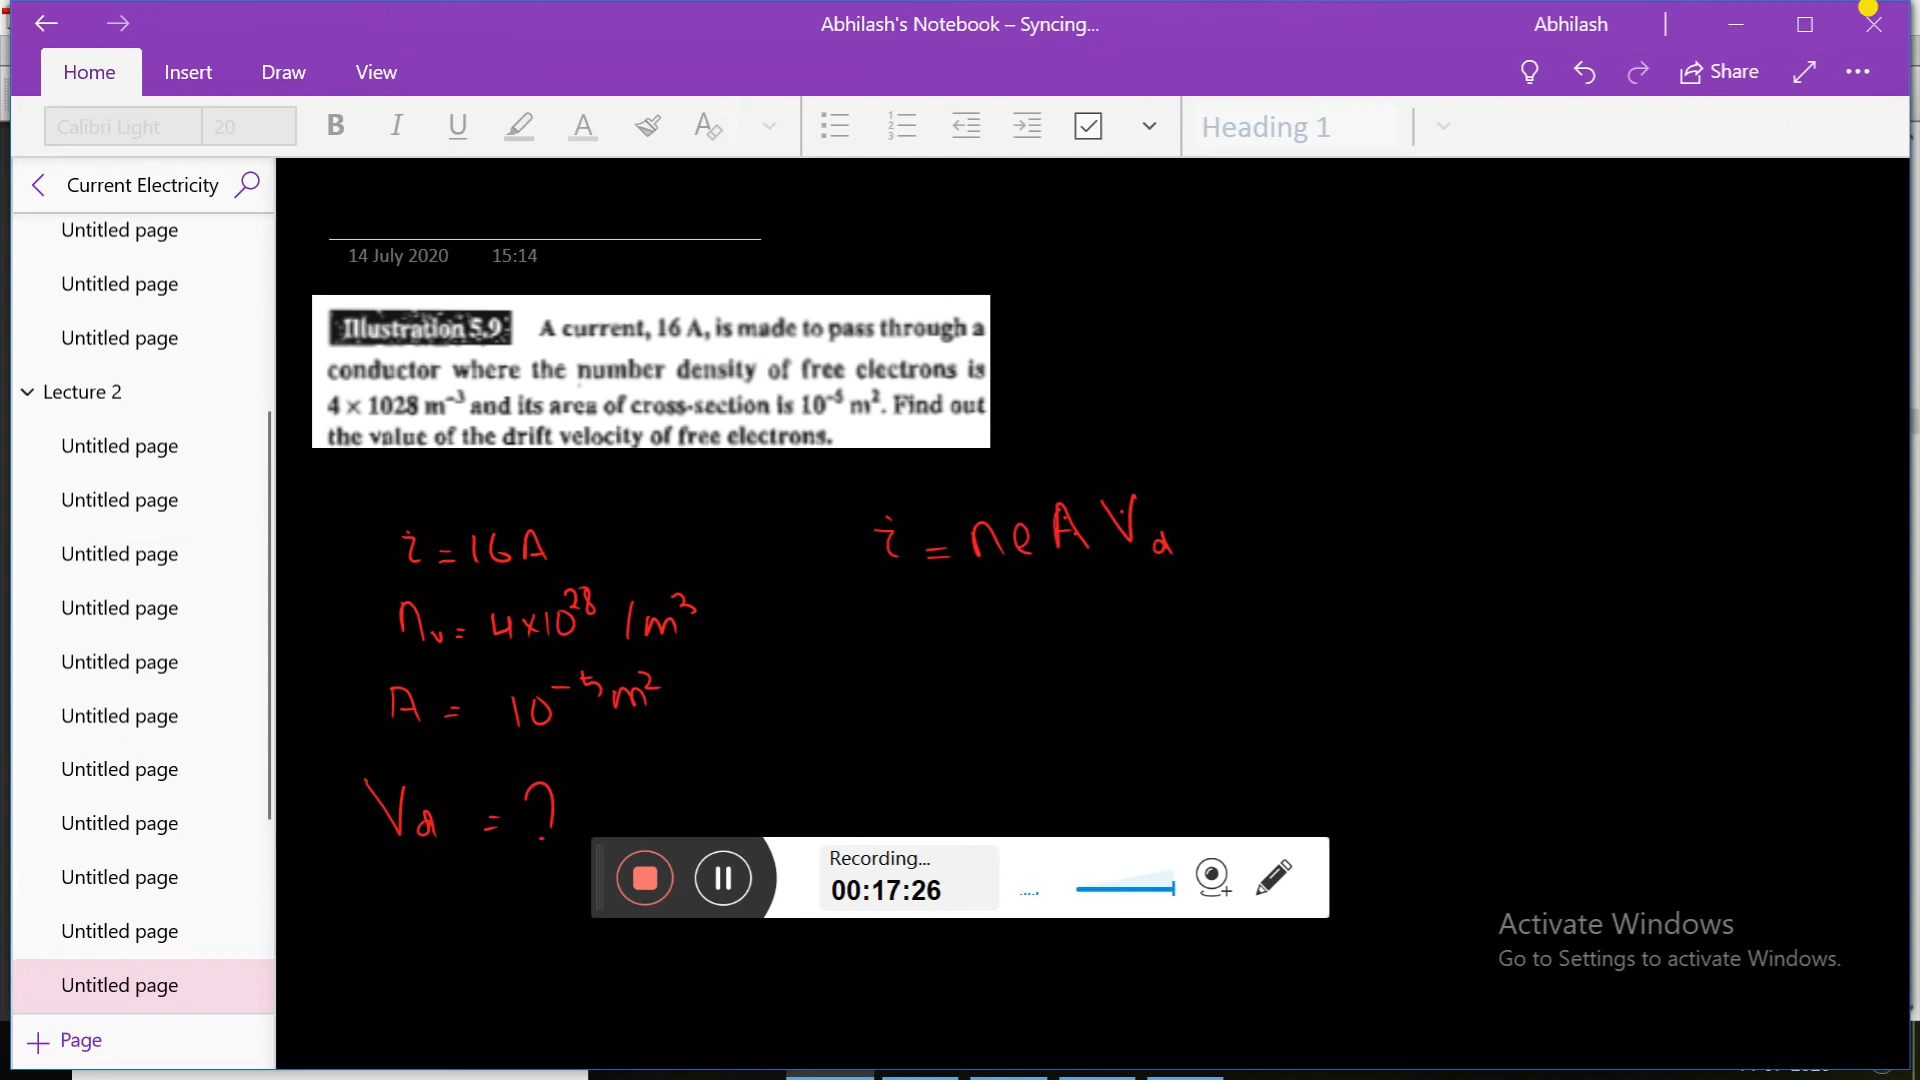 Abhilash's Notebook – Syncing...
Abhilash
Home
Insert
Draw
View
Share
Calibri Light
20
B
I
U
A
A
Heading 1
Current Electricity
Untitled page
Untitled page
Untitled page
Lecture 2
Untitled page
Untitled page
Untitled page
Untitled page
Untitled page
Untitled page
Untitled page
Untitled page
Untitled page
Untitled page
Untitled page
Page
14 July 2020
15:14
Illustration 5.9 A current, 16 A, is made to pass through a
conductor where the number density of free electrons is
4 × 1028 m⁻³ and its area of cross-section is 10⁻⁵ m². Find out
the value of the drift velocity of free electrons.
i = 16A
i = neAV_d
n_v = 4×10²⁸ /m³
A = 10⁻⁵ m²
V_d = ?
Recording...
00:17:26
Activate Windows
Go to Settings to activate Windows.